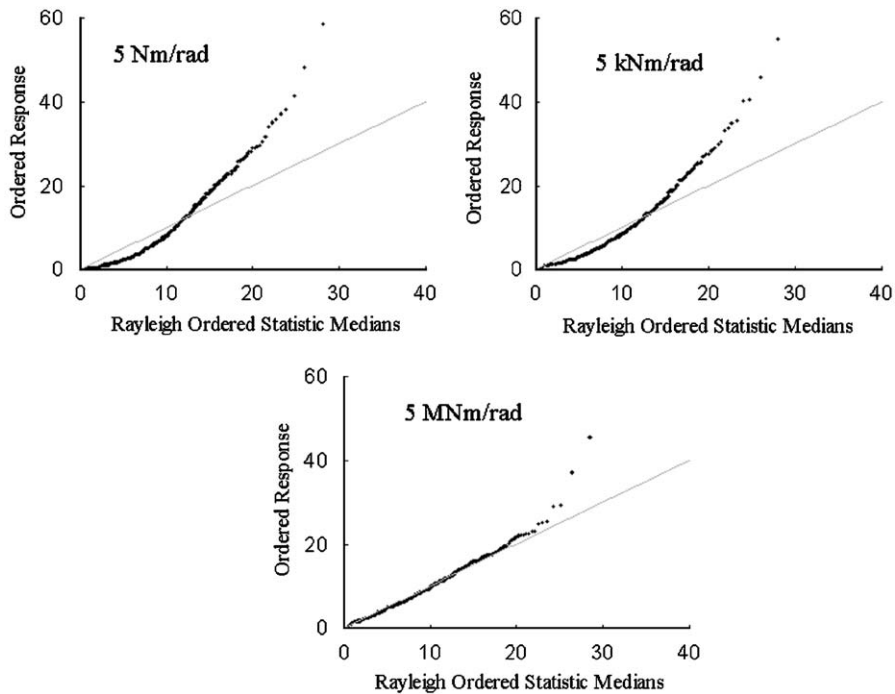 60
40
20
0
Ordered Response
5 Nm/rad
0 10 20 30 40
Rayleigh Ordered Statistic Medians
60
40
20
0
Ordered Response
5 kNm/rad
0 10 20 30 40
Rayleigh Ordered Statistic Medians
60
40
20
0
Ordered Response
5 MNm/rad
0 10 20 30 40
Rayleigh Ordered Statistic Medians